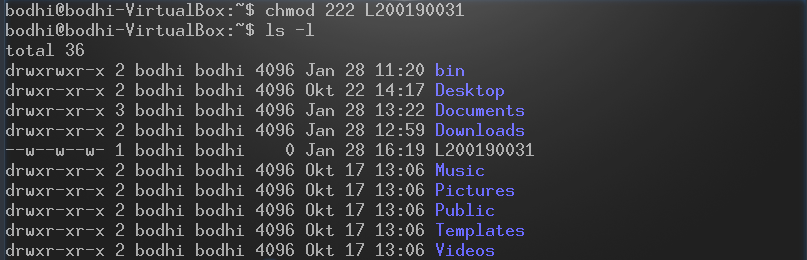 bodhi@bodhi-VirtualBox:~$ chmod 222 L200190031
bodhi@bodhi-VirtualBox:~$ ls -l
total 36
drwxrwxr-x 2 bodhi bodhi 4096 Jan 28 11:20 bin
drwxr-xr-x 2 bodhi bodhi 4096 Okt 22 14:17 Desktop
drwxr-xr-x 3 bodhi bodhi 4096 Jan 28 13:22 Documents
drwxr-xr-x 2 bodhi bodhi 4096 Jan 28 12:59 Downloads
--w--w--w- 1 bodhi bodhi    0 Jan 28 16:19 L200190031
drwxr-xr-x 2 bodhi bodhi 4096 Okt 17 13:06 Music
drwxr-xr-x 2 bodhi bodhi 4096 Okt 17 13:06 Pictures
drwxr-xr-x 2 bodhi bodhi 4096 Okt 17 13:06 Public
drwxr-xr-x 2 bodhi bodhi 4096 Okt 17 13:06 Templates
drwxr-xr-x 2 bodhi bodhi 4096 Okt 17 13:06 Videos